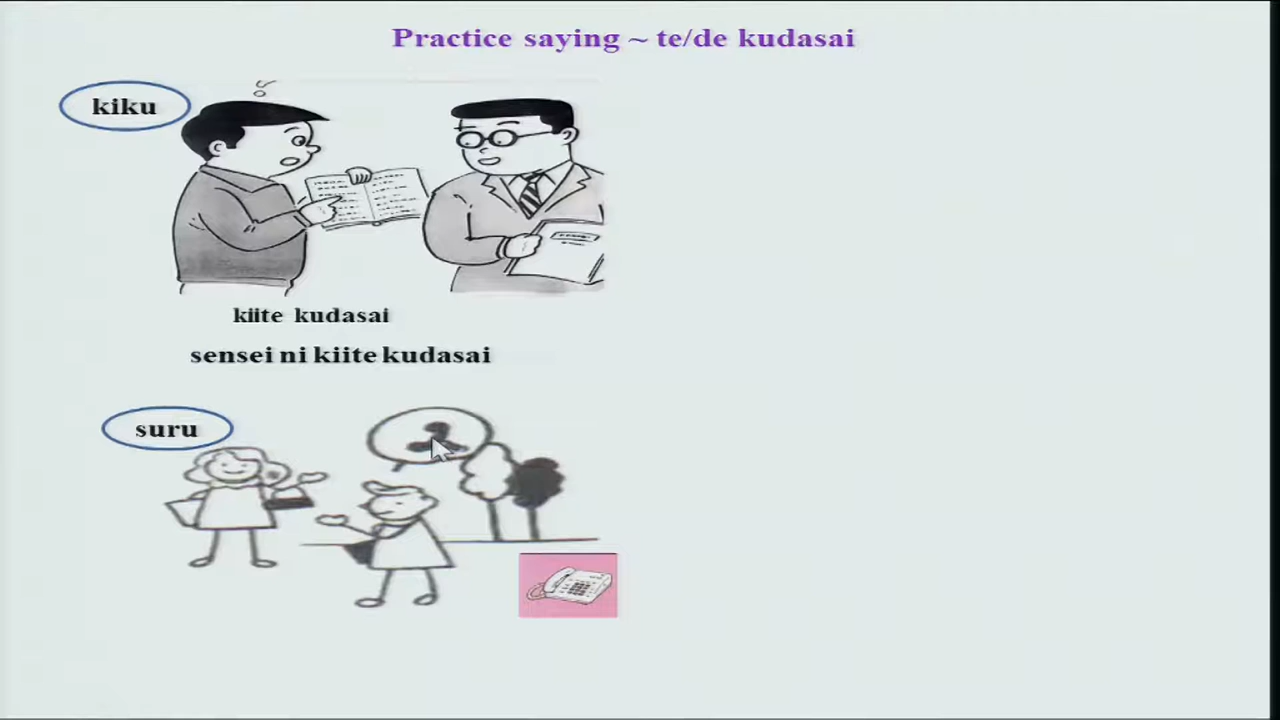 Practice saying ~ te/de kudasai
kiku
kiite kudasai
sensei ni kiite kudasai
suru